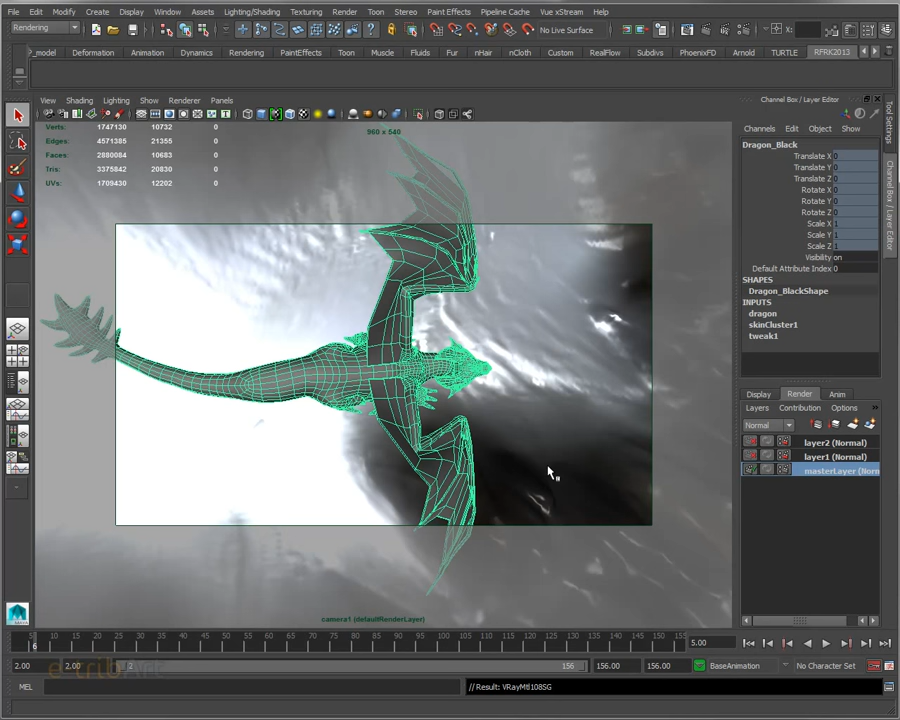 File Edit Modify Create Display Window Assets Lighting/Shading Texturing Render Toon Stereo Paint Effects Pipeline Cache Vue xStream Help
Rendering No Live Surface
_model Deformation Animation Dynamics Rendering PaintEffects Toon Muscle Fluids Fur nHair nCloth Custom RealFlow Subdivs PhoenixFD Arnold TURTLE RFRK2013
View Shading Lighting Show Renderer Panels
Channel Box / Layer Editor
Tool Settings
Channel Box / Layer Editor
Verts: 1747130 10732 0
Edges: 4571385 21355 0
Faces: 2880084 10683 0
Tris: 3375842 20830 0
UVs: 1709430 12202 0
960 x 540
Channels Edit Object Show
Dragon_Black
Translate X 0
Translate Y 0
Translate Z 0
Rotate X 0
Rotate Y 0
Rotate Z 0
Scale X 1
Scale Y 1
Scale Z 1
Visibility on
Default Attribute Index 0
SHAPES
Dragon_BlackShape
INPUTS
dragon
skinCluster1
tweak1
Display Render Anim
Layers Contribution Options
Normal
layer2 (Normal)
layer1 (Normal)
masterLayer (Norm
camera1 (defaultRenderLayer)
5 10 15 20 25 30 35 40 45 50 55 60 65 70 75 80 85 90 95 100 105 110 115 120 125 130 135 140 145 150 155
6
5.00
2.00 2.00 2 156 156.00 156.00 BaseAnimation No Character Set
e-tribArt
MEL // Result: VRayMtl108SG